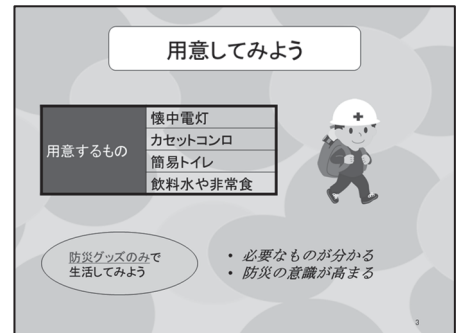 用意してみよう
用意するもの
懐中電灯
カセットコンロ
簡易トイレ
飲料水や非常食
防災グッズのみで
生活してみよう
・ 必要なものが分かる
・ 防災の意識が高まる
3